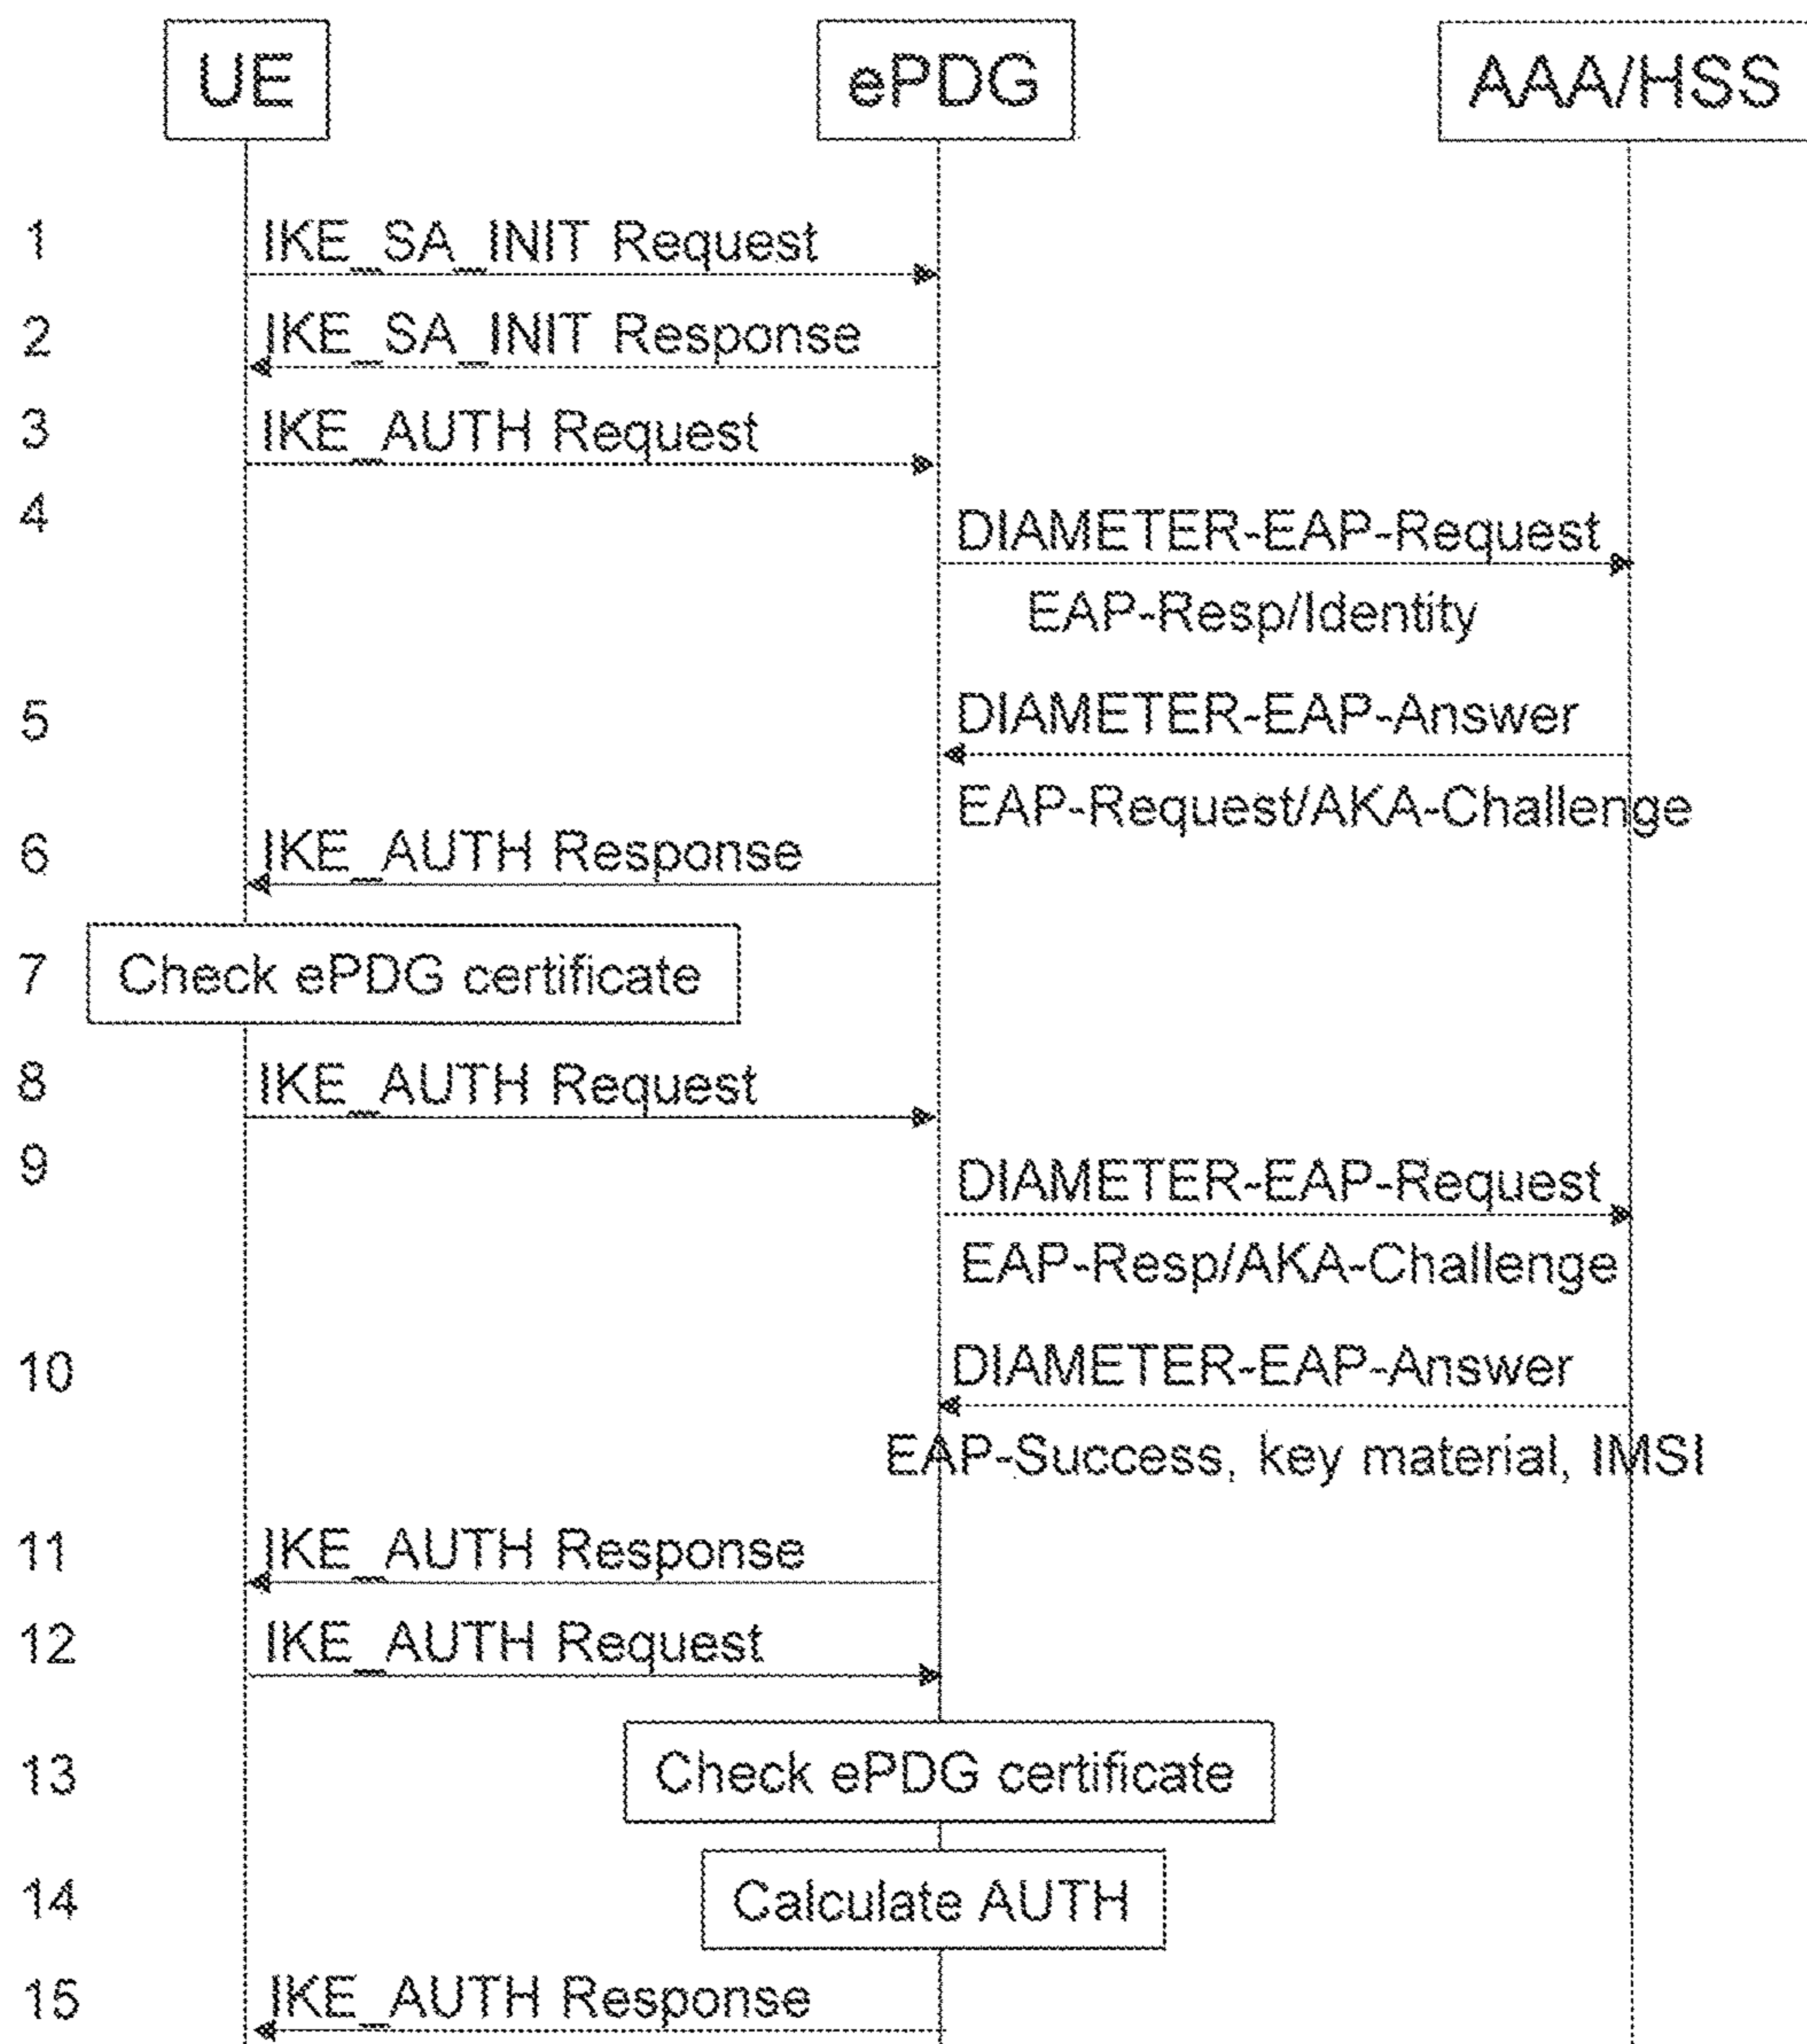 UE ePDG AAA/HSS
1 IKE_SA_INIT Request
2 IKE_SA_INIT Response
3 IKE_AUTH Request
4 DIAMETER-EAP-Request
EAP-Resp/Identity
5 DIAMETER-EAP-Answer
EAP-Request/AKA-Challenge
6 IKE_AUTH Response
7 Check ePDG certificate
8 IKE_AUTH Request
9 DIAMETER-EAP-Request
EAP-Resp/AKA-Challenge
10 DIAMETER-EAP-Answer
EAP-Success, key material, IMSI
11 IKE_AUTH Response
12 IKE_AUTH Request
13 Check ePDG certificate
14 Calculate AUTH
15 IKE_AUTH Response